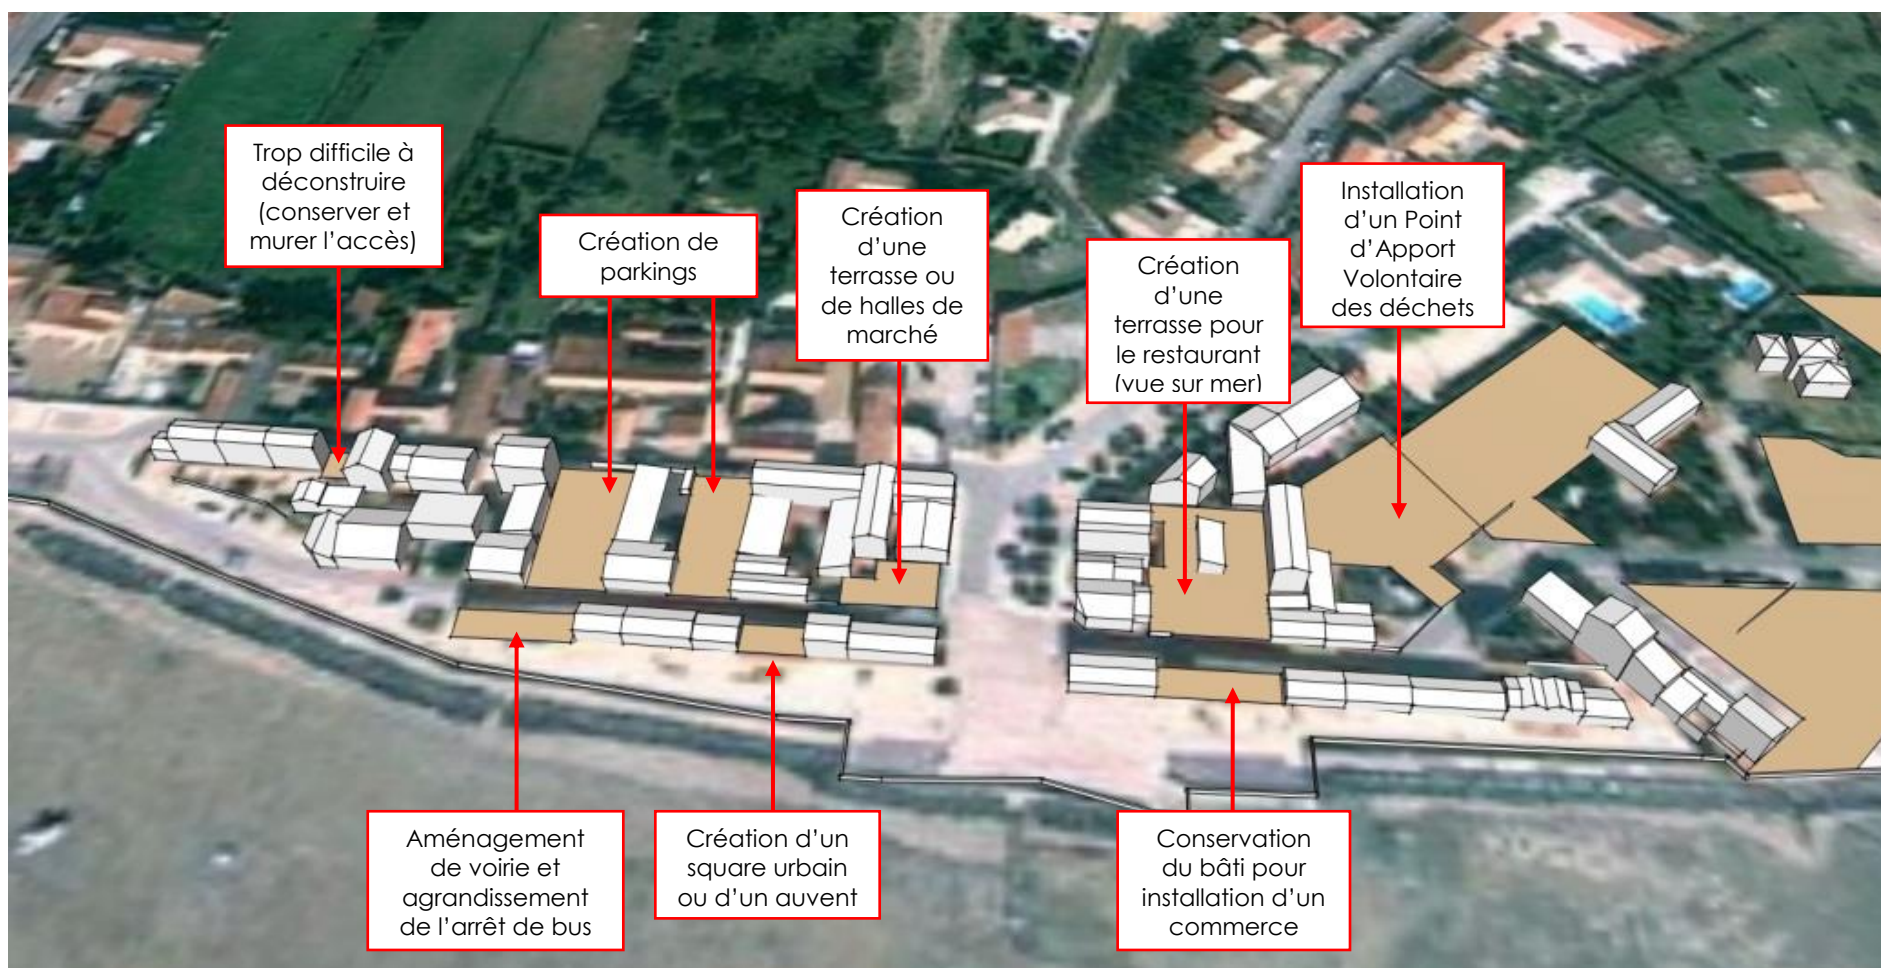 Trop difficile à
déconstruire
(conserver et
murer l’accès)
Création de
parkings
Création
d’une
terrasse ou
de halles de
marché
Création
d’une
terrasse pour
le restaurant
(vue sur mer)
Installation
d’un Point
d’Apport
Volontaire
des déchets
Aménagement
de voirie et
agrandissement
de l’arrêt de bus
Création d’un
square urbain
ou d’un auvent
Conservation
du bâti pour
installation d’un
commerce